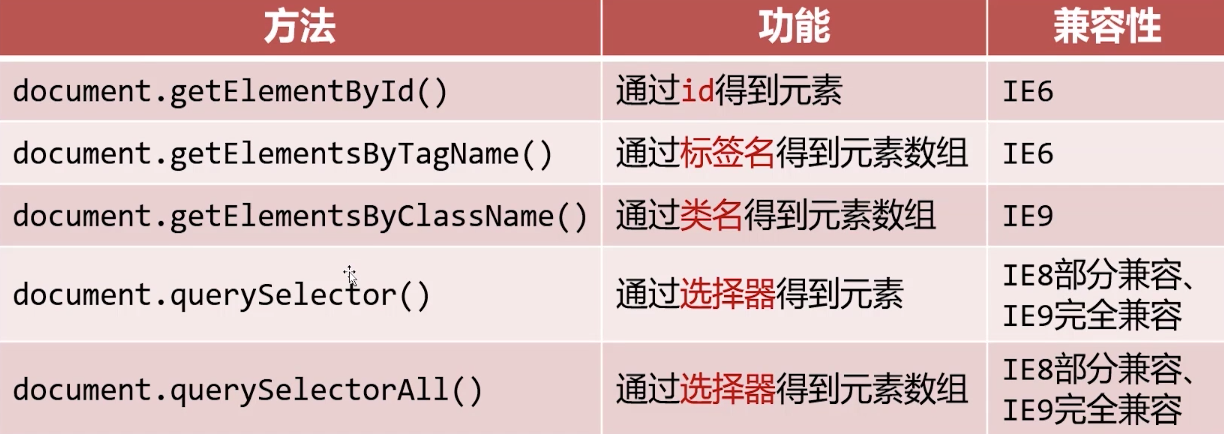 方法 功能 兼容性
document.getElementById() 通过id得到元素 IE6
document.getElementsByTagName() 通过标签名得到元素数组 IE6
document.getElementsByClassName() 通过类名得到元素数组 IE9
document.querySelector() 通过选择器得到元素 IE8部分兼容、
IE9完全兼容
document.querySelectorAll() 通过选择器得到元素数组 IE8部分兼容、
IE9完全兼容